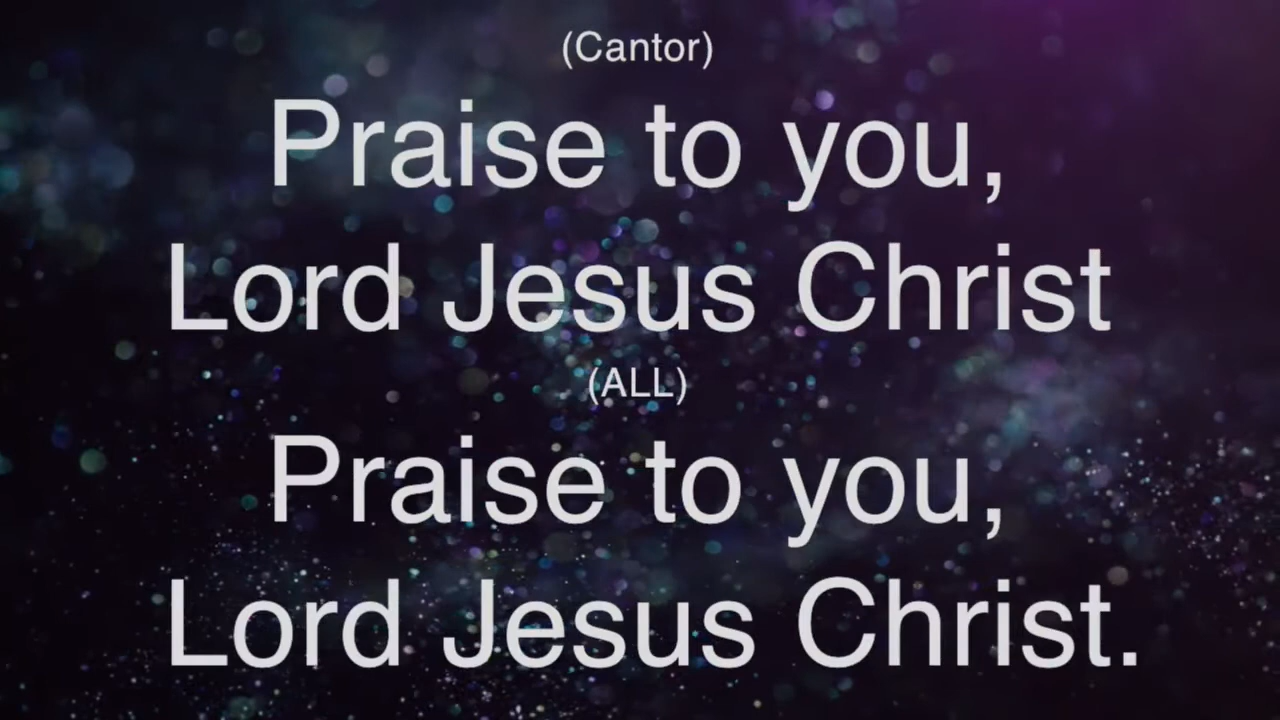 (Cantor)
Praise to you,
Lord Jesus Christ
(ALL)
Praise to you,
Lord Jesus Christ.